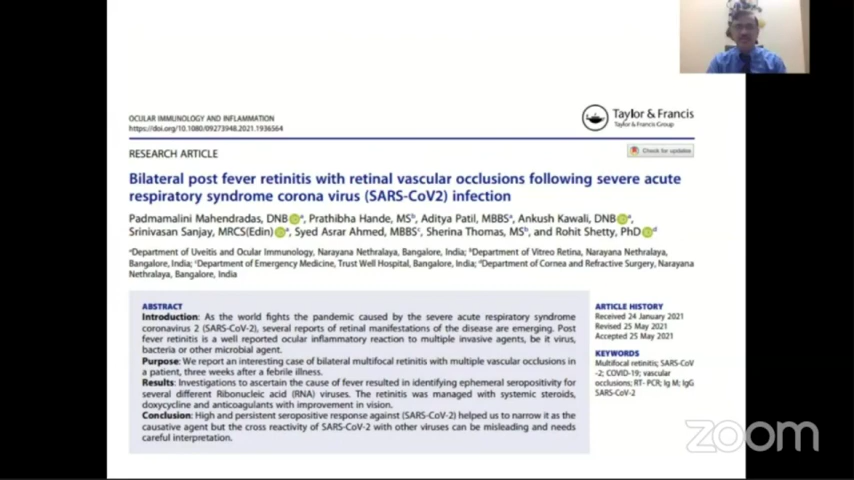 OCULAR IMMUNOLOGY AND INFLAMMATION
https://doi.org/10.1080/09273948.2021.1936564
Taylor & Francis
Taylor & Francis Group
RESEARCH ARTICLE
Check for updates
Bilateral post fever retinitis with retinal vascular occlusions following severe acute
respiratory syndrome corona virus (SARS-CoV2) infection
Padmamalini Mahendradas, DNB iD a, Prathibha Hande, MS b, Aditya Patil, MBBS a, Ankush Kawali, DNB iD a,
Srinivasan Sanjay, MRCS(Edin) iD a, Syed Asrar Ahmed, MBBS c, Sherina Thomas, MS b, and Rohit Shetty, PhD iD d
aDepartment of Uveitis and Ocular Immunology, Narayana Nethralaya, Bangalore, India; bDepartment of Vitreo Retina, Narayana Nethralaya,
Bangalore, India; cDepartment of Emergency Medicine, Trust Well Hospital, Bangalore, India; dDepartment of Cornea and Refractive Surgery, Narayana
Nethralaya, Bangalore, India
ABSTRACT
Introduction: As the world fights the pandemic caused by the severe acute respiratory syndrome
coronavirus 2 (SARS-CoV-2), several reports of retinal manifestations of the disease are emerging. Post
fever retinitis is a well reported ocular inflammatory reaction to multiple invasive agents, be it virus,
bacteria or other microbial agent.
Purpose: We report an interesting case of bilateral multifocal retinitis with multiple vascular occlusions in
a patient, three weeks after a febrile illness.
Results: Investigations to ascertain the cause of fever resulted in identifying ephemeral seropositivity for
several different Ribonucleic acid (RNA) viruses. The retinitis was managed with systemic steroids,
doxycycline and anticoagulants with improvement in vision.
Conclusion: High and persistent seropositive response against (SARS-CoV-2) helped us to narrow it as the
causative agent but the cross reactivity of SARS-CoV-2 with other viruses can be misleading and needs
careful interpretation.
ARTICLE HISTORY
Received 24 January 2021
Revised 25 May 2021
Accepted 25 May 2021
KEYWORDS
Multifocal retinitis; SARS-CoV
-2; COVID-19; vascular
occlusions; RT- PCR; Ig M; IgG
SARS-CoV-2
zoom